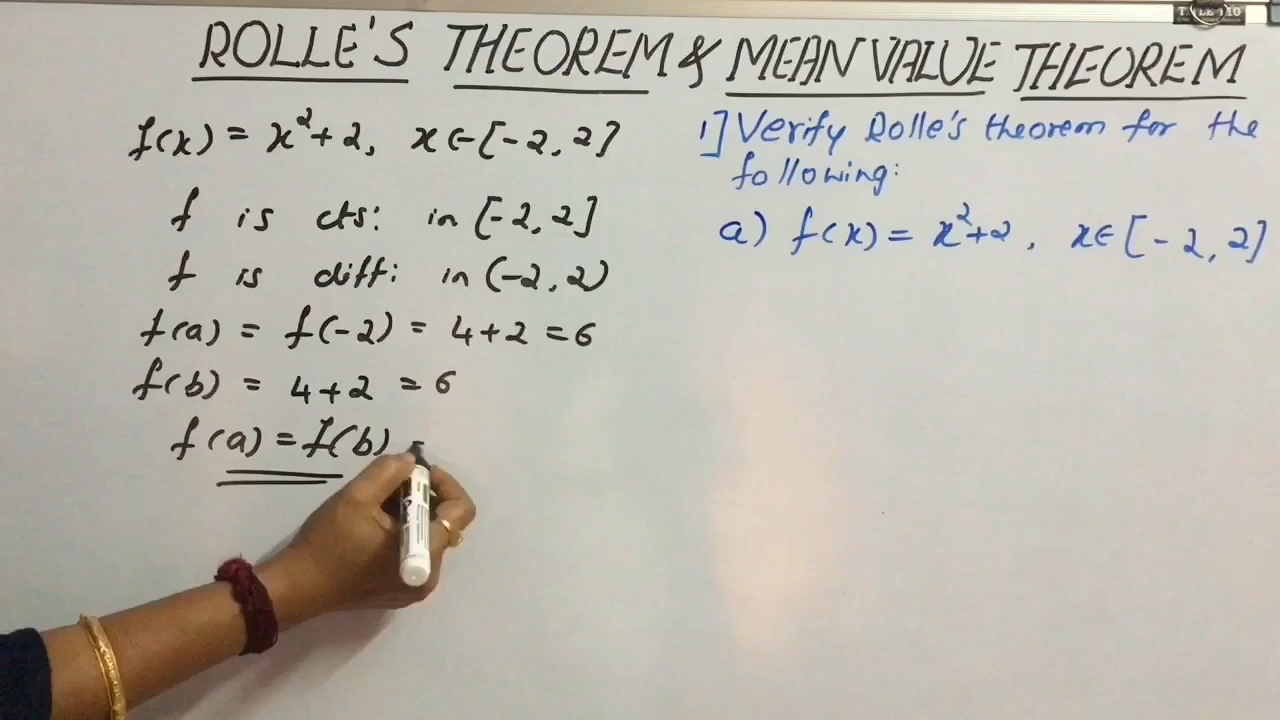 ROLLE'S THEOREM & MEAN VALUE THEOREM
f(x) = x²+2, x∈[-2, 2]
f is cts: in [-2, 2]
f is diff: in (-2, 2)
f(a) = f(-2) = 4+2 = 6
f(b) = 4+2 = 6
f(a) = f(b) =
1] Verify Rolle's theorem for the
following:
a) f(x) = x²+2, x∈[-2, 2]